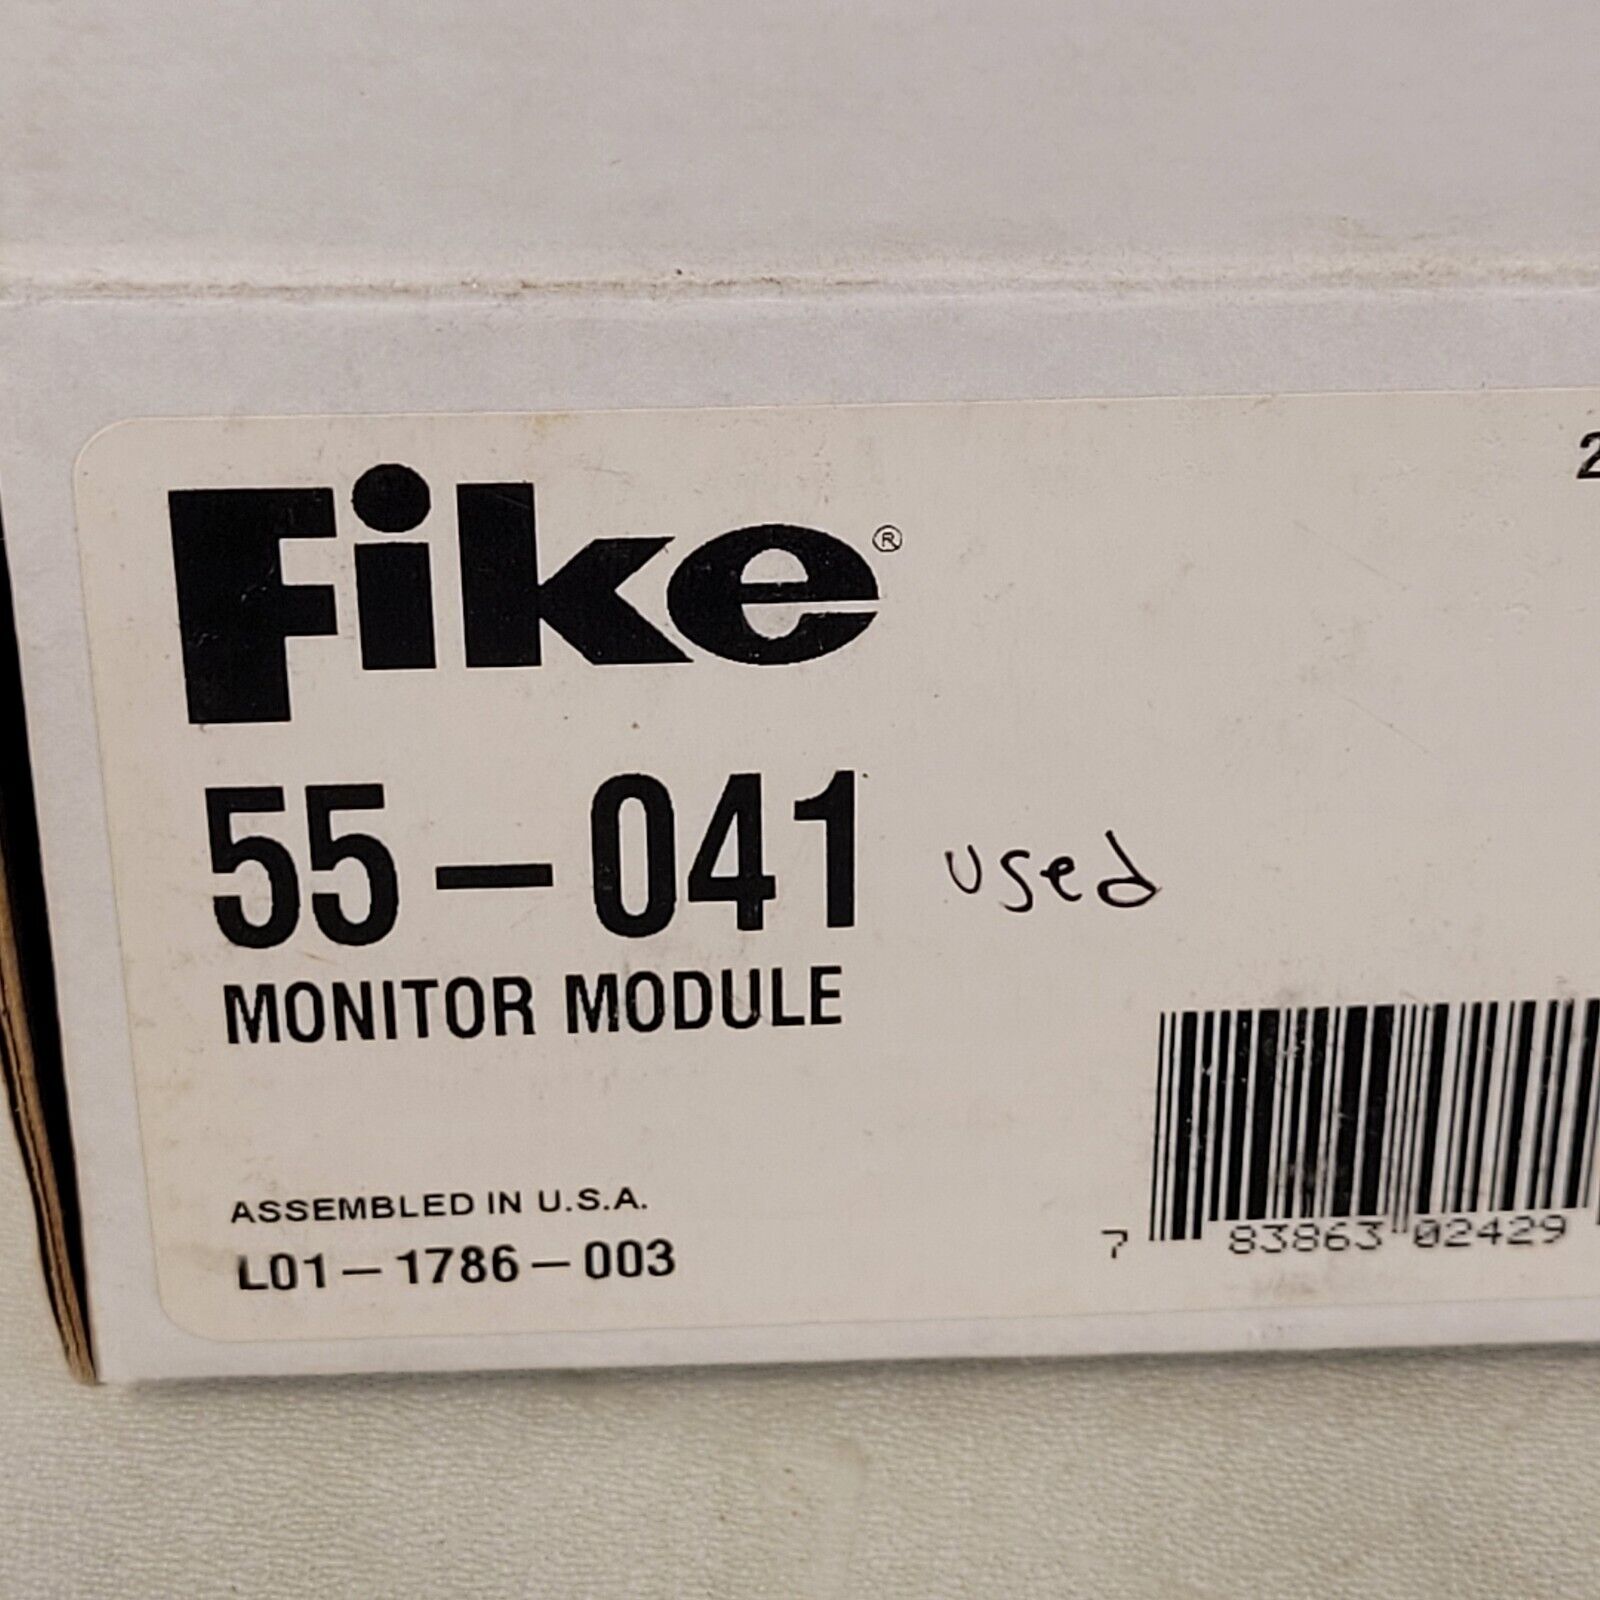 Fike®
55-041 used
MONITOR MODULE
ASSEMBLED IN U.S.A.
L01-1786-003
7 83863 02429